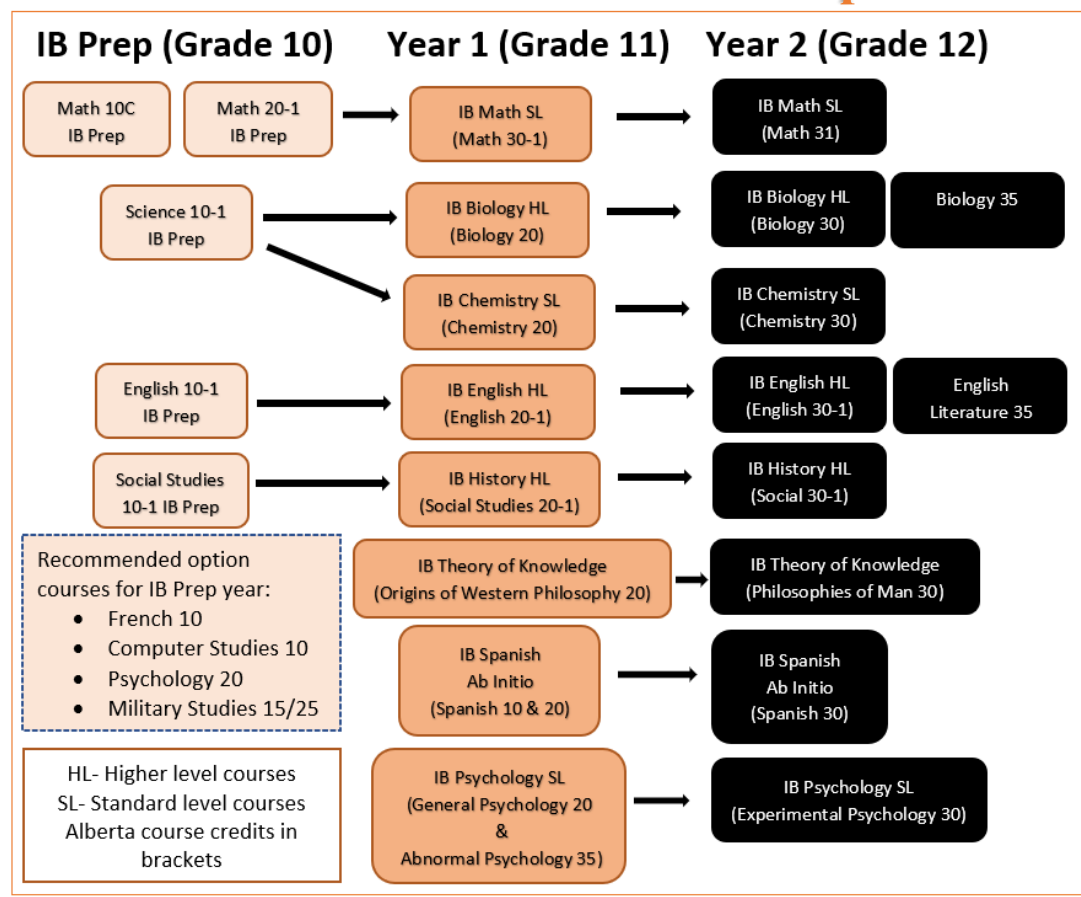 IB Prep (Grade 10)
Year 1 (Grade 11)
Year 2 (Grade 12)
Math 10C
IB Prep
Math 20-1
IB Prep
IB Math SL
(Math 30-1)
IB Math SL
(Math 31)
Science 10-1
IB Prep
IB Biology HL
(Biology 20)
IB Biology HL
(Biology 30)
Biology 35
IB Chemistry SL
(Chemistry 20)
IB Chemistry SL
(Chemistry 30)
English 10-1
IB Prep
IB English HL
(English 20-1)
IB English HL
(English 30-1)
English
Literature 35
Social Studies
10-1 IB Prep
IB History HL
(Social Studies 20-1)
IB History HL
(Social 30-1)
Recommended option
courses for IB Prep year:
• French 10
• Computer Studies 10
• Psychology 20
• Military Studies 15/25
IB Theory of Knowledge
(Origins of Western Philosophy 20)
IB Theory of Knowledge
(Philosophies of Man 30)
IB Spanish
Ab Initio
(Spanish 10 & 20)
IB Spanish
Ab Initio
(Spanish 30)
HL- Higher level courses
SL- Standard level courses
Alberta course credits in
brackets
IB Psychology SL
(General Psychology 20
&
Abnormal Psychology 35)
IB Psychology SL
(Experimental Psychology 30)